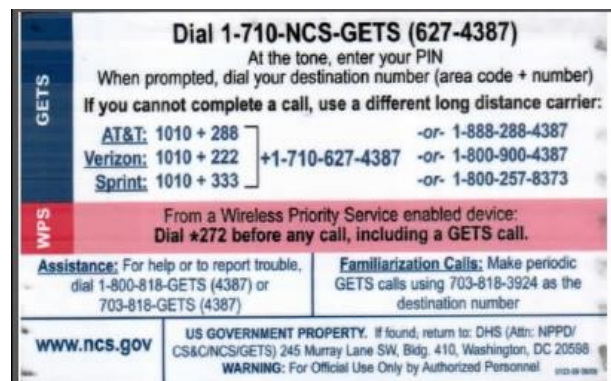 Dial 1-710-NCS-GETS (627-4387)
At the tone, enter your PIN
When prompted, dial your destination number (area code + number)
If you cannot complete a call, use a different long distance carrier:
AT&T: 1010 + 288
Verizon: 1010 + 222
Sprint: 1010 + 333
+1-710-627-4387
-or- 1-888-288-4387
-or- 1-800-900-4387
-or- 1-800-257-8373
GETS
WPS
From a Wireless Priority Service enabled device:
Dial *272 before any call, including a GETS call.
Assistance: For help or to report trouble,
dial 1-800-818-GETS (4387) or
703-818-GETS (4387)
Familiarization Calls: Make periodic
GETS calls using 703-818-3924 as the
destination number
www.ncs.gov
US GOVERNMENT PROPERTY. If found, return to: DHS (Attn: NPPD/
CS&C/NCS/GETS) 245 Murray Lane SW, Bldg. 410, Washington, DC 20598
WARNING: For Official Use Only by Authorized Personnel